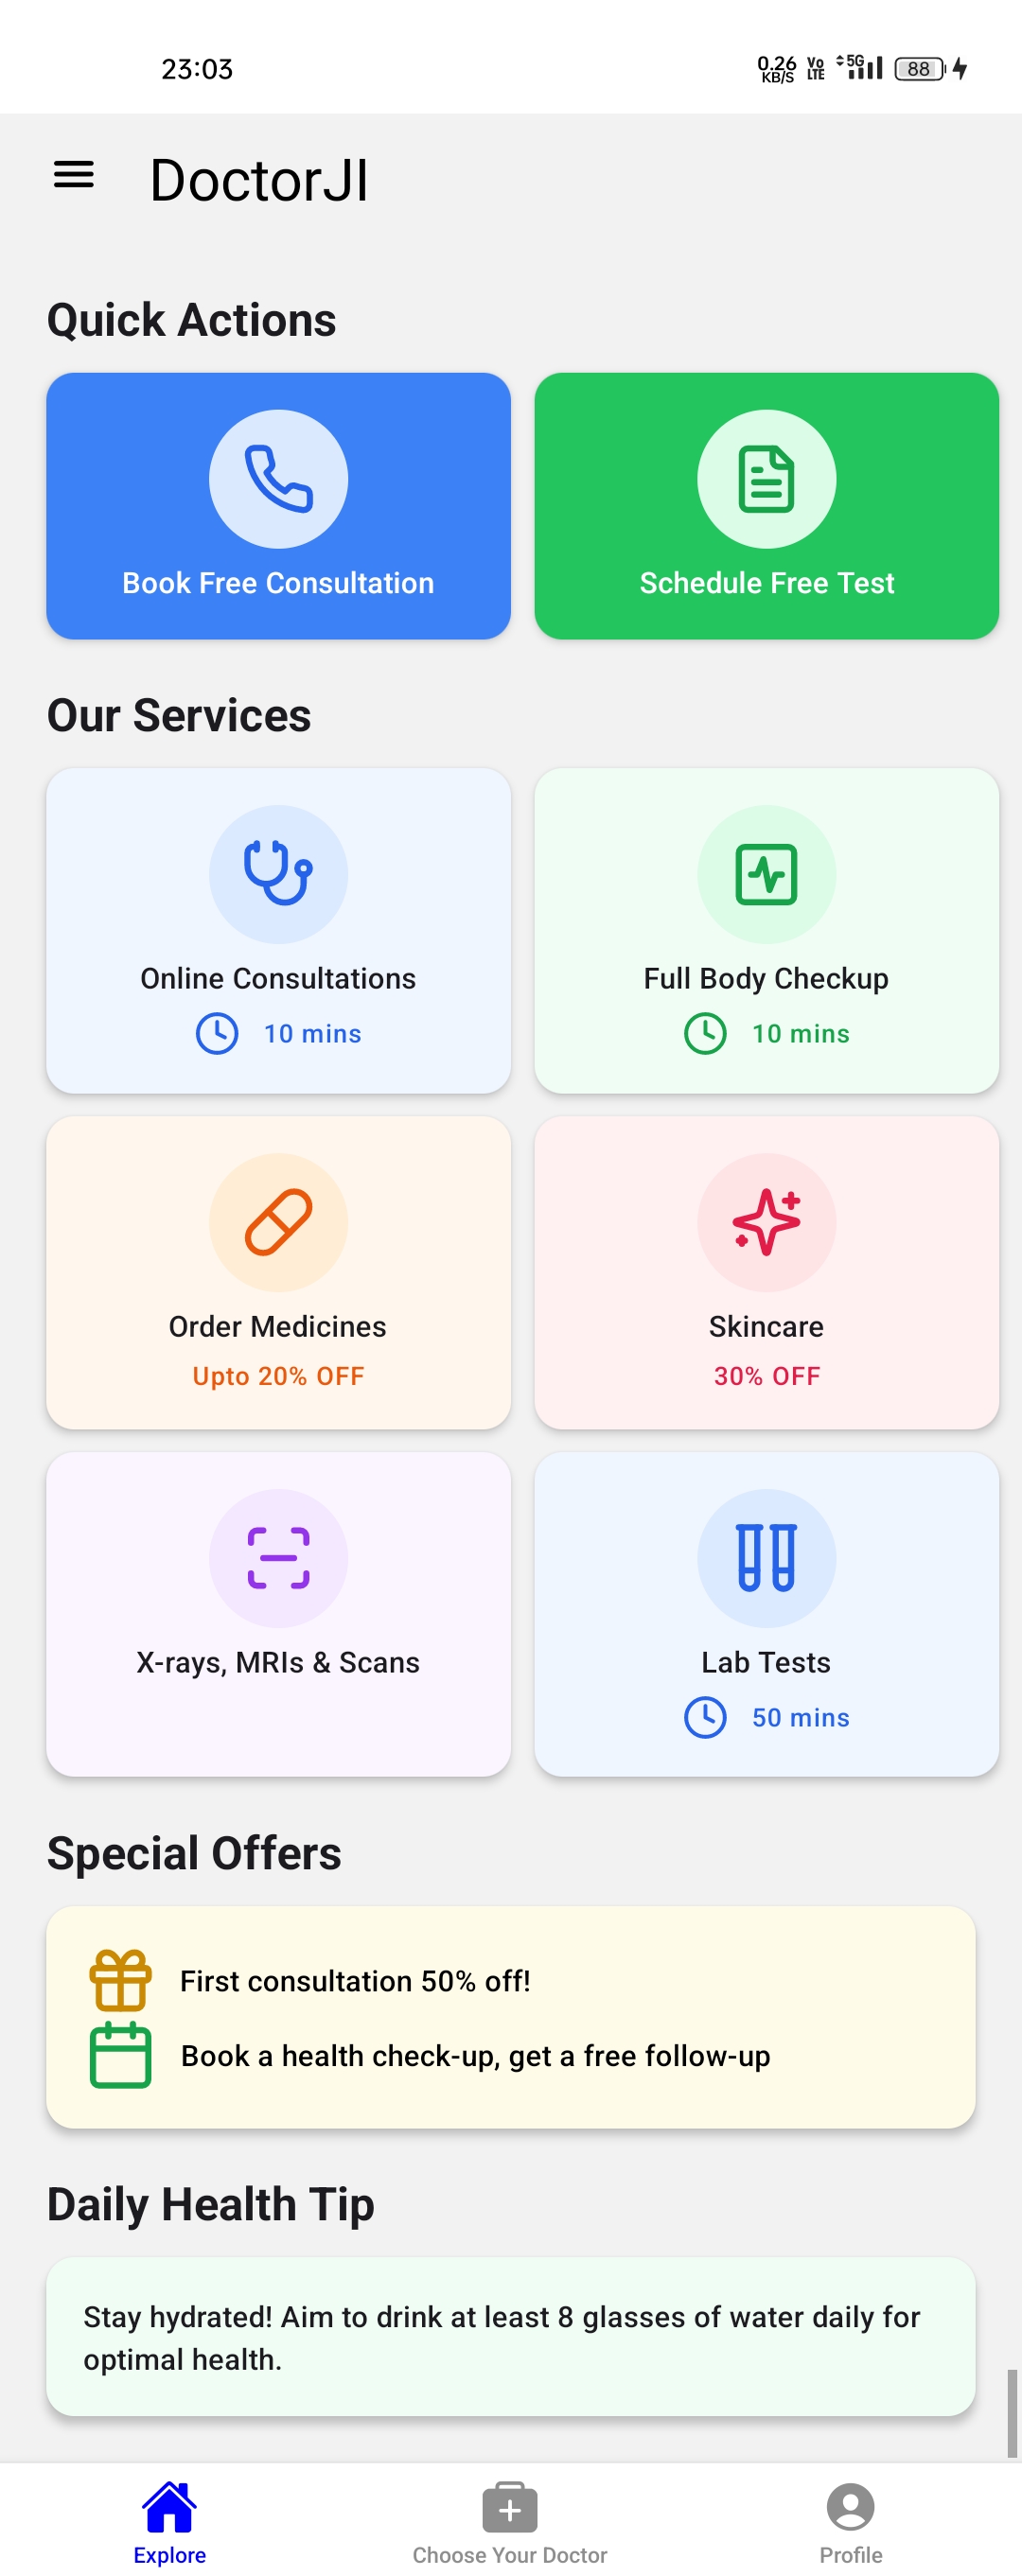 23:03
0.26 KB/S Vo LTE 5G 88
DoctorJI
Quick Actions
Book Free Consultation
Schedule Free Test
Our Services
Online Consultations
10 mins
Full Body Checkup
10 mins
Order Medicines
Upto 20% OFF
Skincare
30% OFF
X-rays, MRIs & Scans
Lab Tests
50 mins
Special Offers
First consultation 50% off!
Book a health check-up, get a free follow-up
Daily Health Tip
Stay hydrated! Aim to drink at least 8 glasses of water daily for
optimal health.
Explore
Choose Your Doctor
Profile